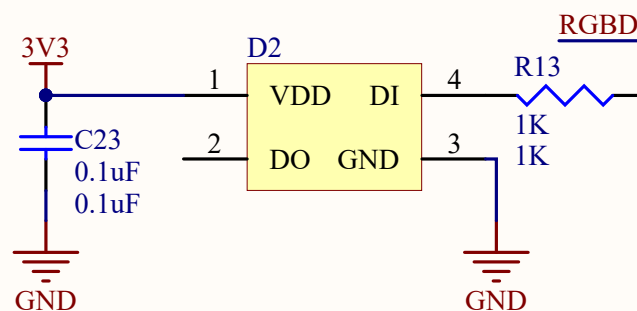 RGBD
3V3
D2
1
VDD
DI
4
R13
1K
1K
C23
0.1uF
0.1uF
2
DO
GND
3
GND
GND